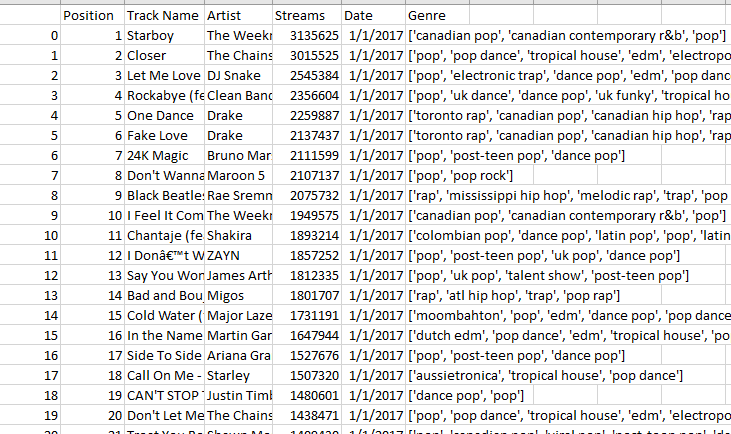 Position Track Name Artist Streams Date Genre
0 1 Starboy The Weekn 3135625 1/1/2017 ['canadian pop', 'canadian contemporary r&b', 'pop']
1 2 Closer The Chains 3015525 1/1/2017 ['pop', 'pop dance', 'tropical house', 'edm', 'electropo
2 3 Let Me Love DJ Snake 2545384 1/1/2017 ['pop', 'electronic trap', 'dance pop', 'edm', 'pop danc
3 4 Rockabye (fe Clean Band 2356604 1/1/2017 ['pop', 'uk dance', 'dance pop', 'uk funky', 'tropical ho
4 5 One Dance Drake 2259887 1/1/2017 ['toronto rap', 'canadian pop', 'canadian hip hop', 'rap
5 6 Fake Love Drake 2137437 1/1/2017 ['toronto rap', 'canadian pop', 'canadian hip hop', 'rap
6 7 24K Magic Bruno Mar 2111599 1/1/2017 ['pop', 'post-teen pop', 'dance pop']
7 8 Don't Wanna Maroon 5 2107137 1/1/2017 ['pop', 'pop rock']
8 9 Black Beatles Rae Sremm 2075732 1/1/2017 ['rap', 'mississippi hip hop', 'melodic rap', 'trap', 'pop
9 10 I Feel It Com The Weekn 1949575 1/1/2017 ['canadian pop', 'canadian contemporary r&b', 'pop']
10 11 Chantaje (fe Shakira 1893214 1/1/2017 ['colombian pop', 'dance pop', 'latin pop', 'pop', 'latin
11 12 I Donâ€™t W ZAYN 1857252 1/1/2017 ['pop', 'post-teen pop', 'uk pop', 'dance pop']
12 13 Say You Won James Arth 1812335 1/1/2017 ['pop', 'uk pop', 'talent show', 'post-teen pop']
13 14 Bad and Bou Migos 1801707 1/1/2017 ['rap', 'atl hip hop', 'trap', 'pop rap']
14 15 Cold Water ( Major Laze 1731191 1/1/2017 ['moombahton', 'pop', 'edm', 'dance pop', 'pop dance
15 16 In the Name Martin Gar 1647944 1/1/2017 ['dutch edm', 'pop dance', 'edm', 'tropical house', 'po
16 17 Side To Side Ariana Gra 1527676 1/1/2017 ['pop', 'post-teen pop', 'dance pop']
17 18 Call On Me - Starley 1507320 1/1/2017 ['aussietronica', 'tropical house', 'pop dance']
18 19 CAN'T STOP Justin Timb 1480601 1/1/2017 ['dance pop', 'pop']
19 20 Don't Let Me The Chains 1438471 1/1/2017 ['pop', 'pop dance', 'tropical house', 'edm', 'electropo